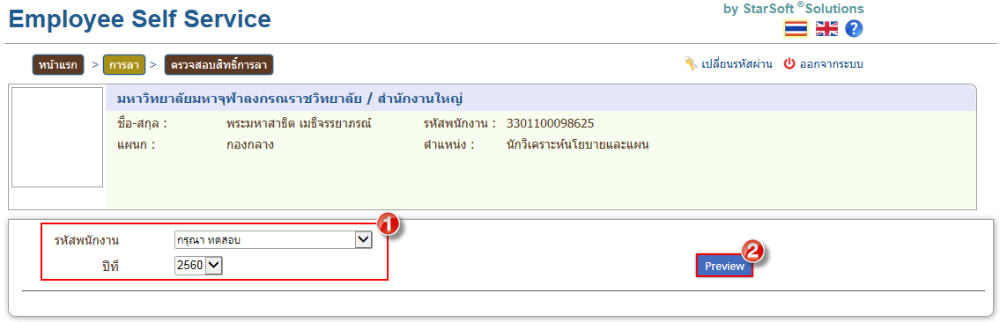 Employee Self Service
by StarSoft ®Solutions
?
หน้าแรก > การลา > ตรวจสอบสิทธิ์การลา
เปลี่ยนรหัสผ่าน ออกจากระบบ
มหาวิทยาลัยมหาจุฬาลงกรณราชวิทยาลัย / สำนักงานใหญ่
ชื่อ-สกุล : พระมหาสาธิต เมธีจรรยาภรณ์ รหัสพนักงาน : 3301100098625
แผนก : กองกลาง ตำแหน่ง : นักวิเคราะห์นโยบายและแผน
1
รหัสพนักงาน กรุณา ทดสอบ
ปีที่ 2560
2
Preview